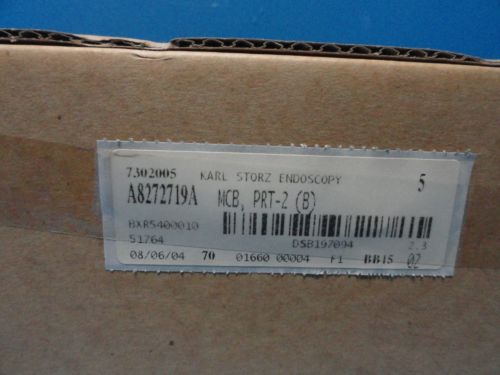 7302005 KARL STORZ ENDOSCOPY 5
A8272719A MCB, PRT-2 (B)
BXR5400010
51764 DSB197094 2.3
08/06/04 70 01660 00004 F1 BB15 02